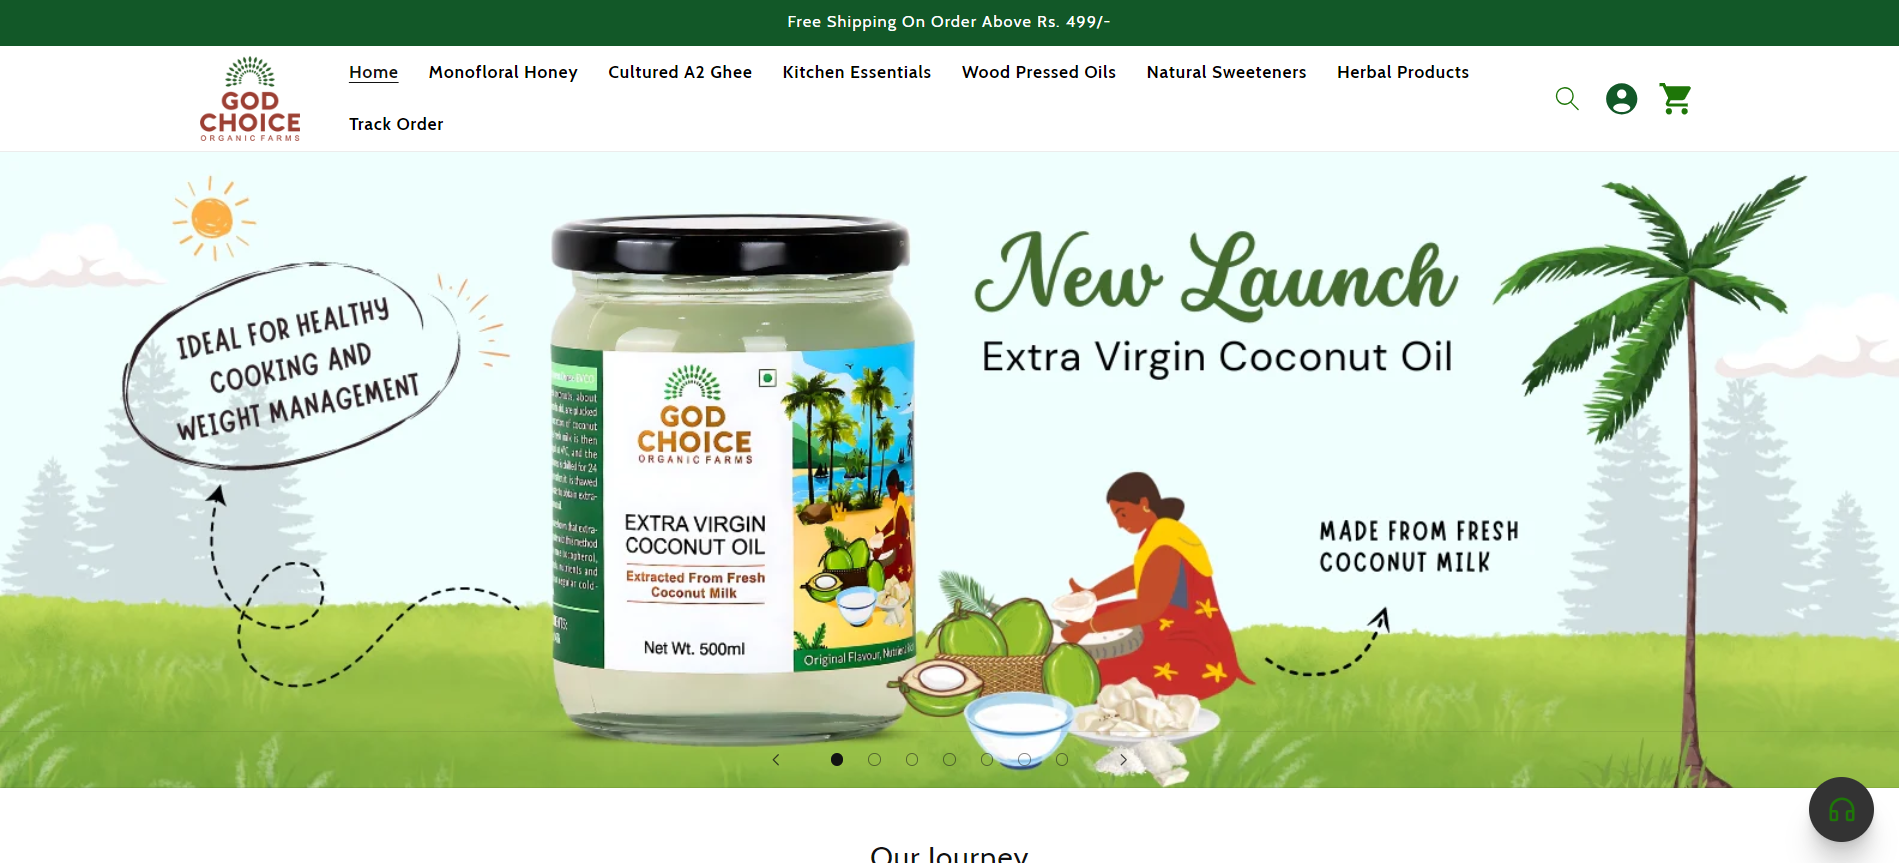 Free Shipping On Order Above Rs. 499/-
GOD
CHOICE
ORGANIC FARMS
Home
Monofloral Honey
Cultured A2 Ghee
Kitchen Essentials
Wood Pressed Oils
Natural Sweeteners
Herbal Products
Track Order
IDEAL FOR HEALTHY
COOKING AND
WEIGHT MANAGEMENT
GOD
CHOICE
ORGANIC FARMS
EXTRA VIRGIN
COCONUT OIL
Extracted From Fresh
Coconut Milk
Net Wt. 500ml
Original Flavour,
New Launch
Extra Virgin Coconut Oil
MADE FROM FRESH
COCONUT MILK
Our Journey